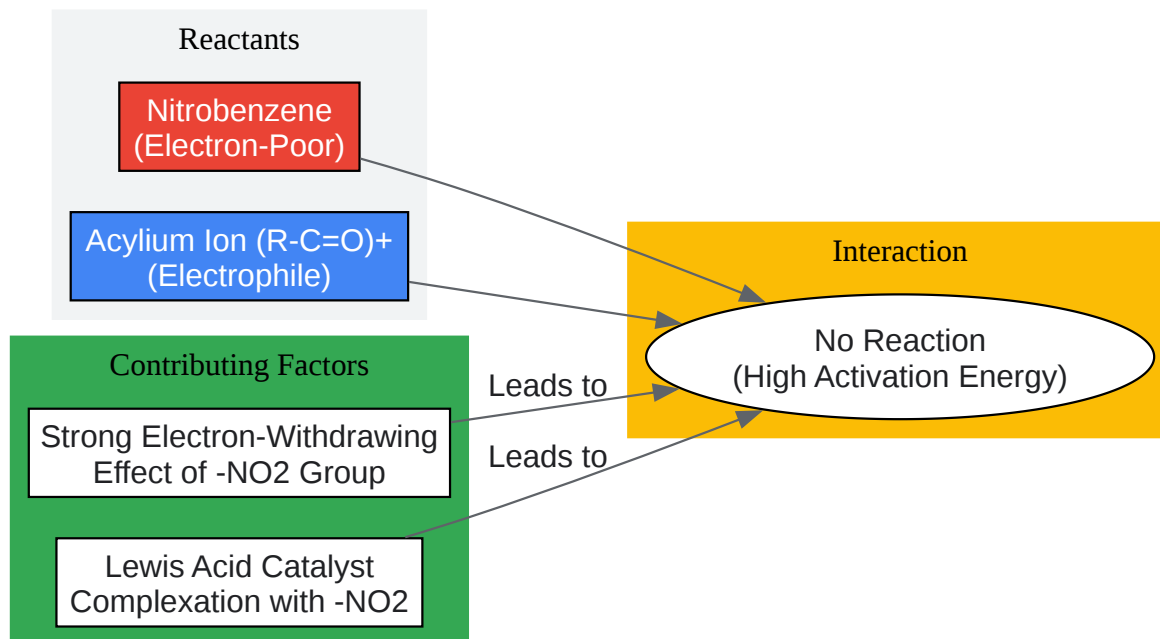 Reactants
Nitrobenzene
(Electron-Poor)
Acylium Ion (R-C=O)+
(Electrophile)
Contributing Factors
Strong Electron-Withdrawing
Effect of -NO2 Group
Lewis Acid Catalyst
Complexation with -NO2
Leads to
Leads to
Interaction
No Reaction
(High Activation Energy)